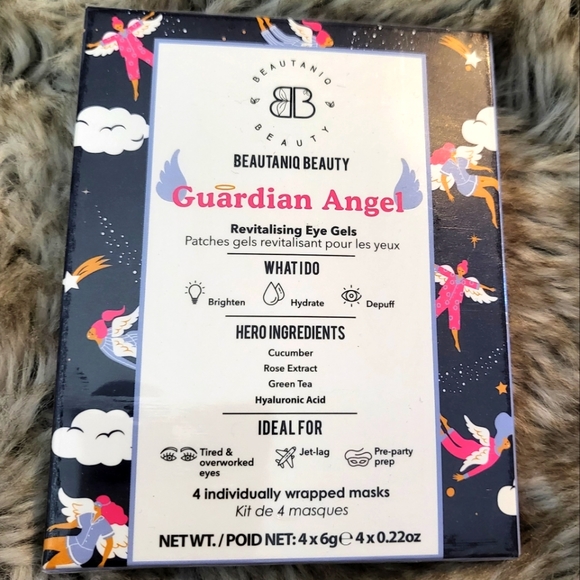 BEAUTANIQ
BB
BEAUTY
BEAUTANIQ BEAUTY
Guardian Angel
Revitalising Eye Gels
Patches gels revitalisant pour les yeux
WHAT I DO
Brighten Hydrate Depuff
HERO INGREDIENTS
Cucumber
Rose Extract
Green Tea
Hyaluronic Acid
IDEAL FOR
Tired & overworked eyes
Jet-lag
Pre-party prep
4 individually wrapped masks
Kit de 4 masques
NET WT. / POID NET: 4 x 6g℮ 4 x 0.22oz